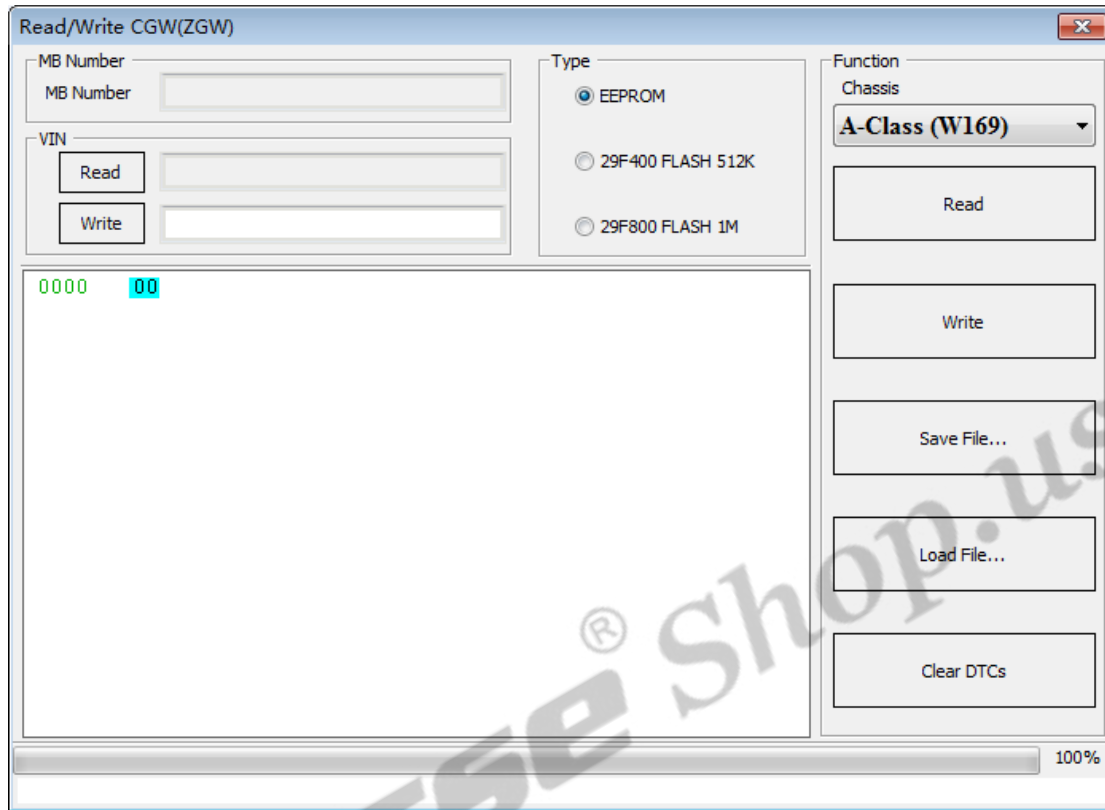 Read/Write CGW(ZGW)
MB Number
MB Number
VIN
Read
Write
Type
EEPROM
29F400 FLASH 512K
29F800 FLASH 1M
Function
Chassis
A-Class (W169)
Read
Write
Save File...
Load File...
Clear DTCs
0000 00
100%
® Shop.us